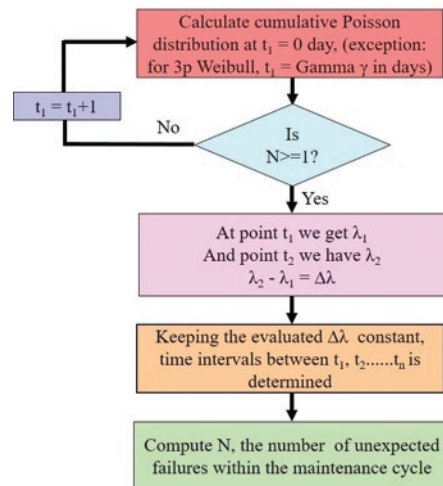 Calculate cumulative Poisson
distribution at t₁ = 0 day, (exception:
for 3p Weibull, t₁ = Gamma γ in days)
t₁ = t₁+1
No
Is
N>=1?
Yes
At point t₁ we get λ₁
And point t₂ we have λ₂
λ₂ - λ₁ = Δλ
Keeping the evaluated Δλ constant,
time intervals between t₁, t₂......tₙ is
determined
Compute N, the number of unexpected
failures within the maintenance cycle